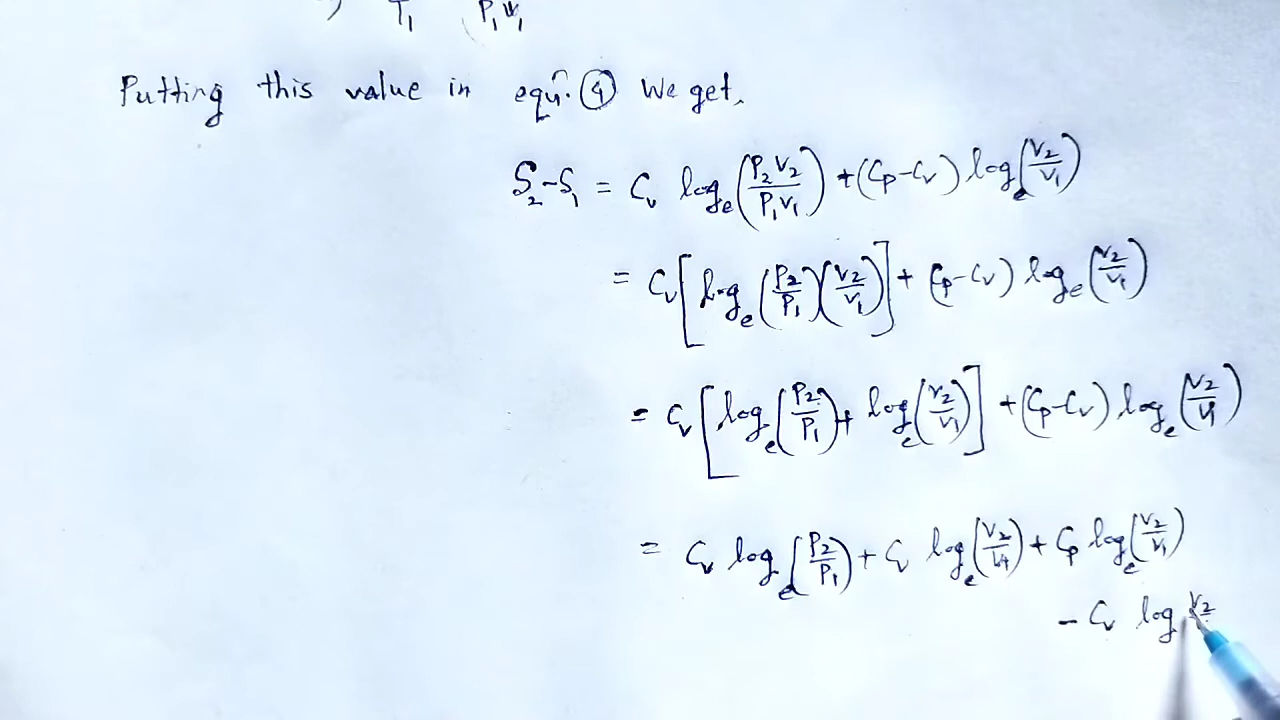 T₁ P₁V₁
Putting this value in equⁿ. ④ We get,
S₂-S₁ = Cᵥ logₑ(P₂V₂/P₁V₁) + (Cp-Cᵥ) logₑ(V₂/V₁)
= Cᵥ[logₑ(P₂/P₁)(V₂/V₁)] + (Cp-Cᵥ) logₑ(V₂/V₁)
= Cᵥ[logₑ(P₂/P₁) + logₑ(V₂/V₁)] + (Cp-Cᵥ) logₑ(V₂/V₁)
= Cᵥ logₑ(P₂/P₁) + Cᵥ logₑ(V₂/V₁) + Cp logₑ(V₂/V₁)
- Cᵥ log V₂